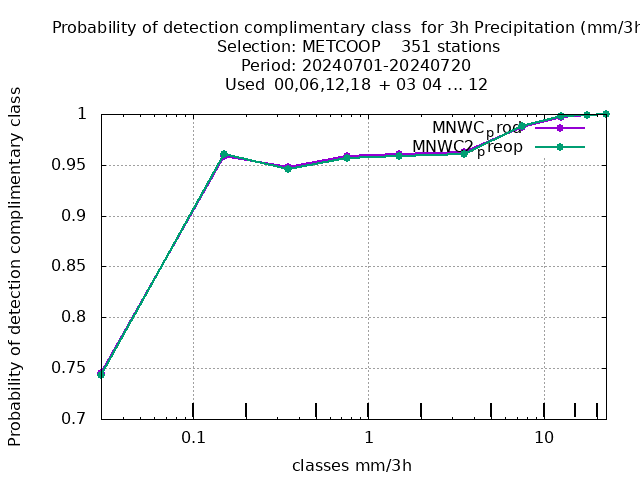 Probability of detection complimentary class  for 3h Precipitation (mm/3h
Selection: METCOOP    351 stations
Period: 20240701-20240720
Used  00,06,12,18  + 03 04 ... 12
Probability of detection complimentary class
1
0.95
0.9
0.85
0.8
0.75
0.7
MNWCprod
MNWC2preop
0.1
1
10
classes mm/3h